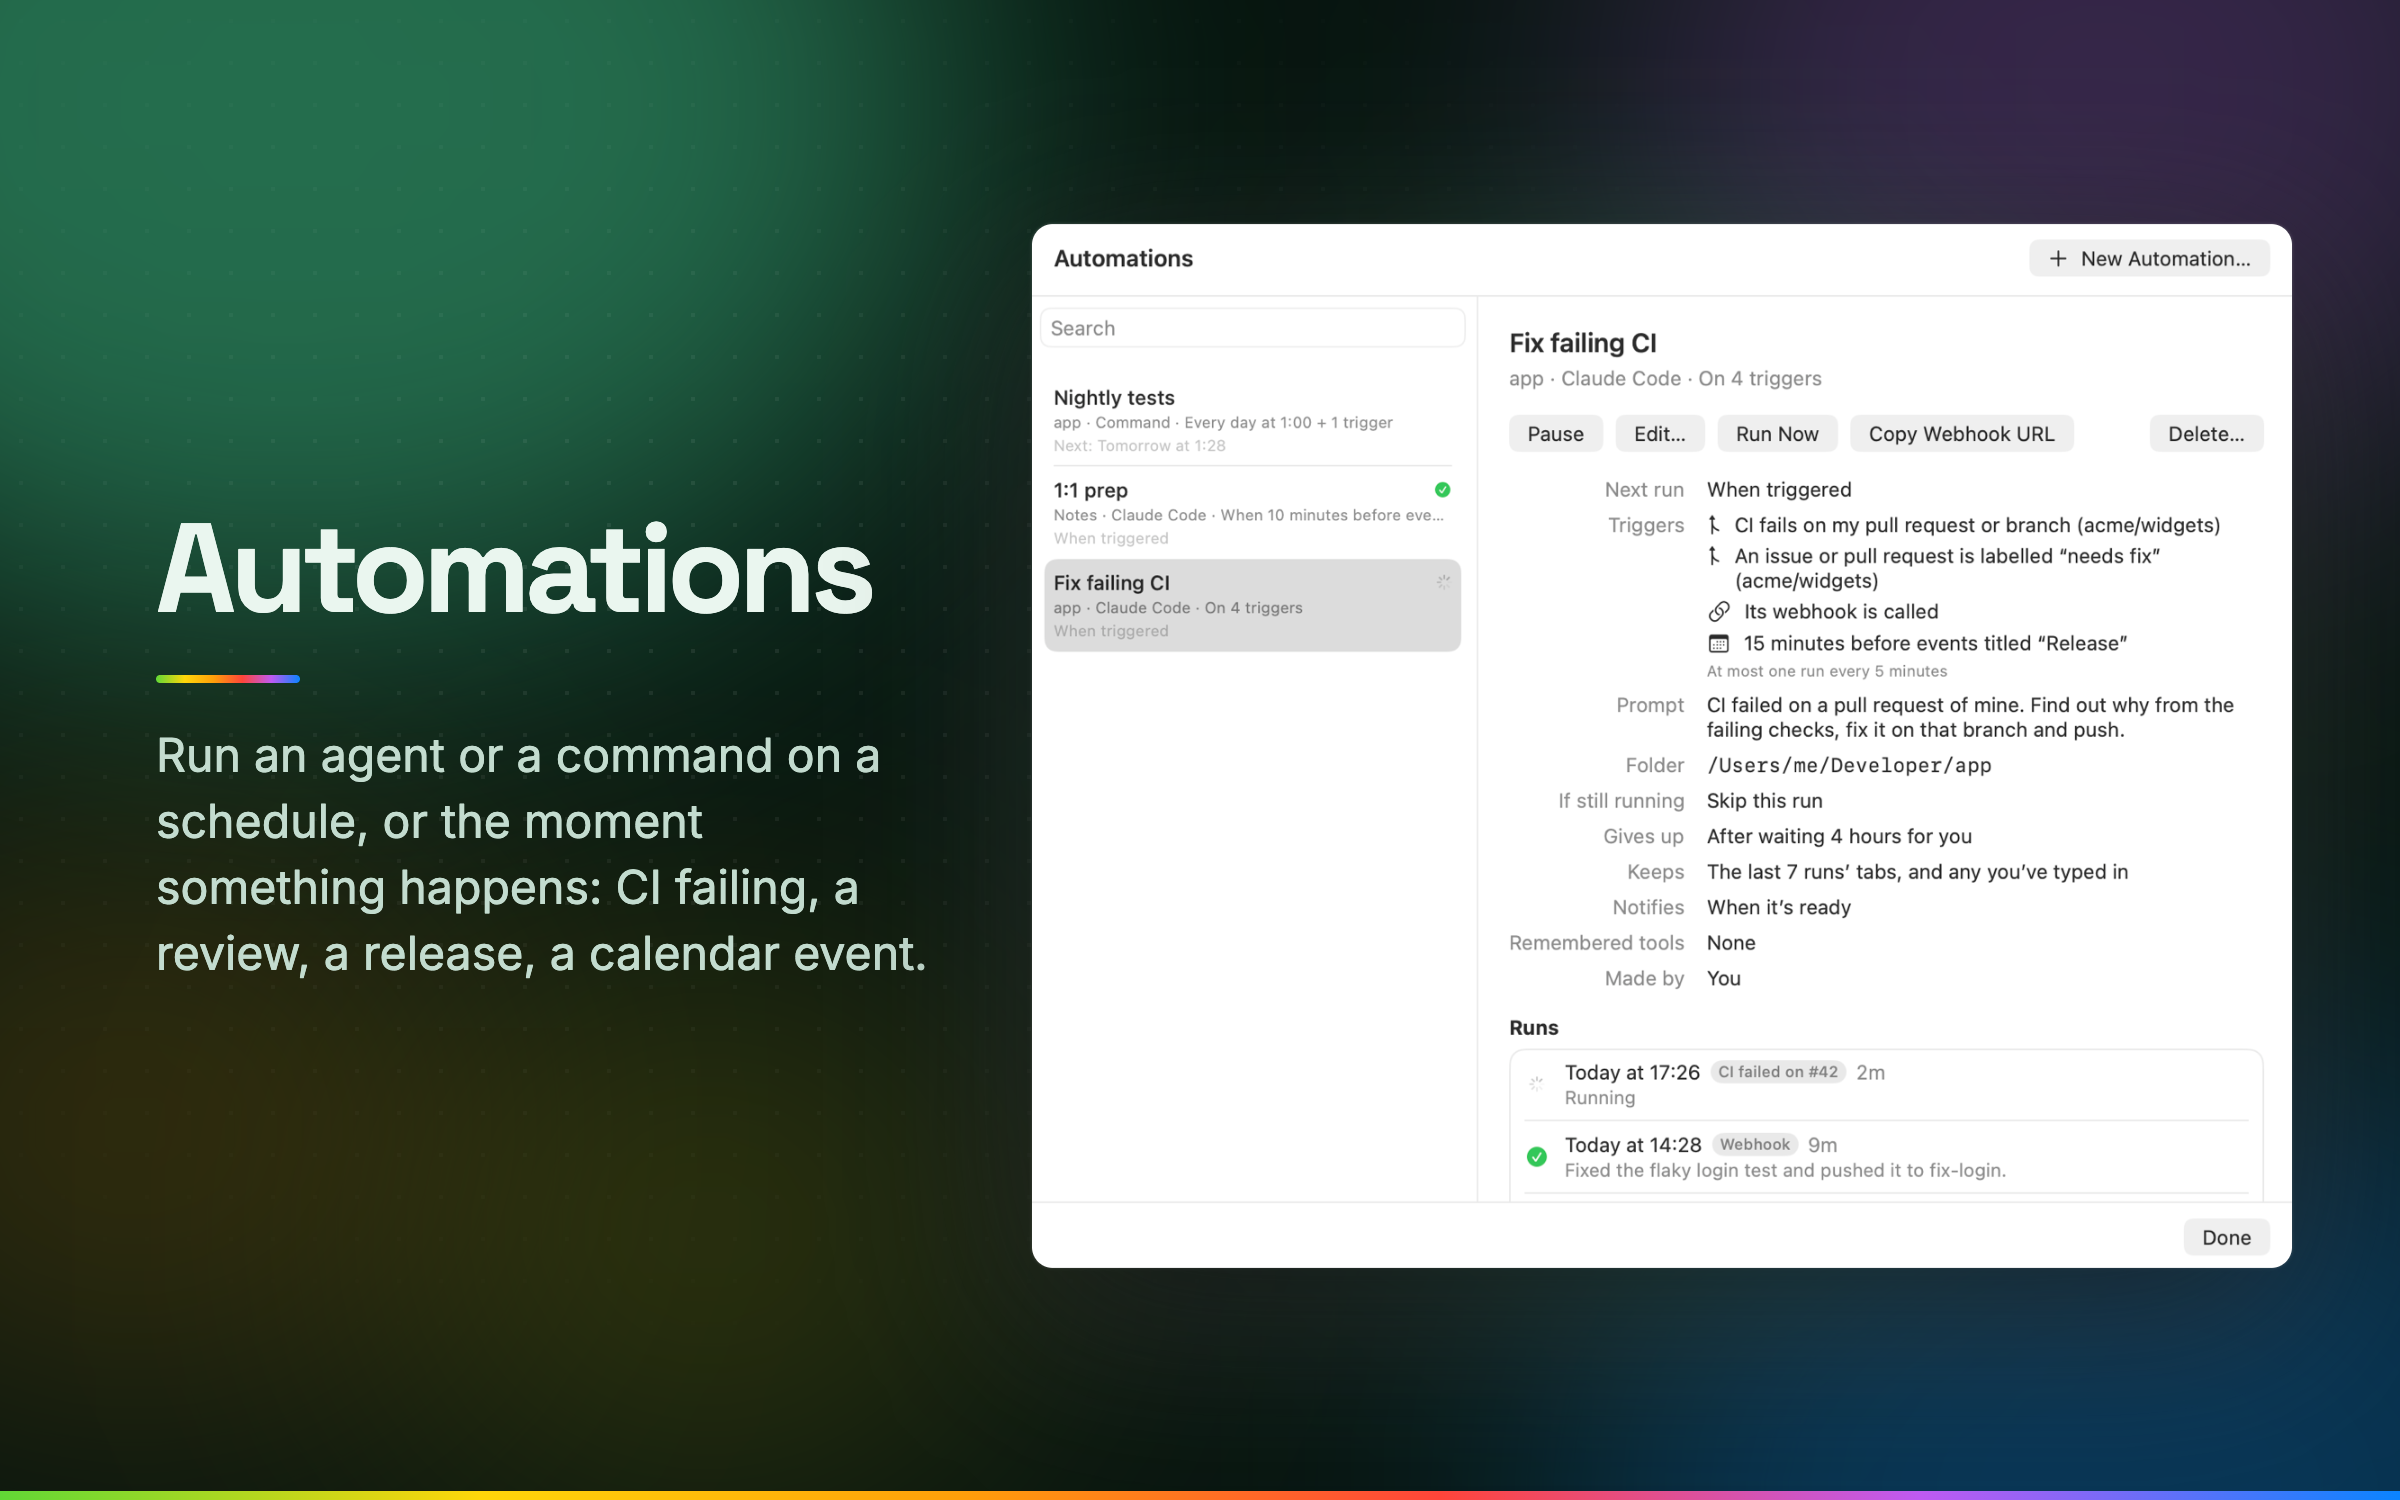 Automations
Run an agent or a command on a
schedule, or the moment
something happens: CI failing, a
review, a release, a calendar event.
Automations
New Automation...
Search
Nightly tests
app · Command · Every day at 1:00 + 1 trigger
Next: Tomorrow at 1:28
1:1 prep
Notes · Claude Code · When 10 minutes before eve...
When triggered
Fix failing CI
app · Claude Code · On 4 triggers
When triggered
Fix failing CI
app · Claude Code · On 4 triggers
Pause Edit... Run Now Copy Webhook URL Delete...
Next run When triggered
Triggers CI fails on my pull request or branch (acme/widgets)
An issue or pull request is labelled “needs fix”
(acme/widgets)
Its webhook is called
15 minutes before events titled “Release”
At most one run every 5 minutes
Prompt CI failed on a pull request of mine. Find out why from the
failing checks, fix it on that branch and push.
Folder /Users/me/Developer/app
If still running Skip this run
Gives up After waiting 4 hours for you
Keeps The last 7 runs’ tabs, and any you’ve typed in
Notifies When it’s ready
Remembered tools None
Made by You
Runs
Today at 17:26 CI failed on #42 2m
Running
Today at 14:28 Webhook 9m
Fixed the flaky login test and pushed it to fix-login.
Done